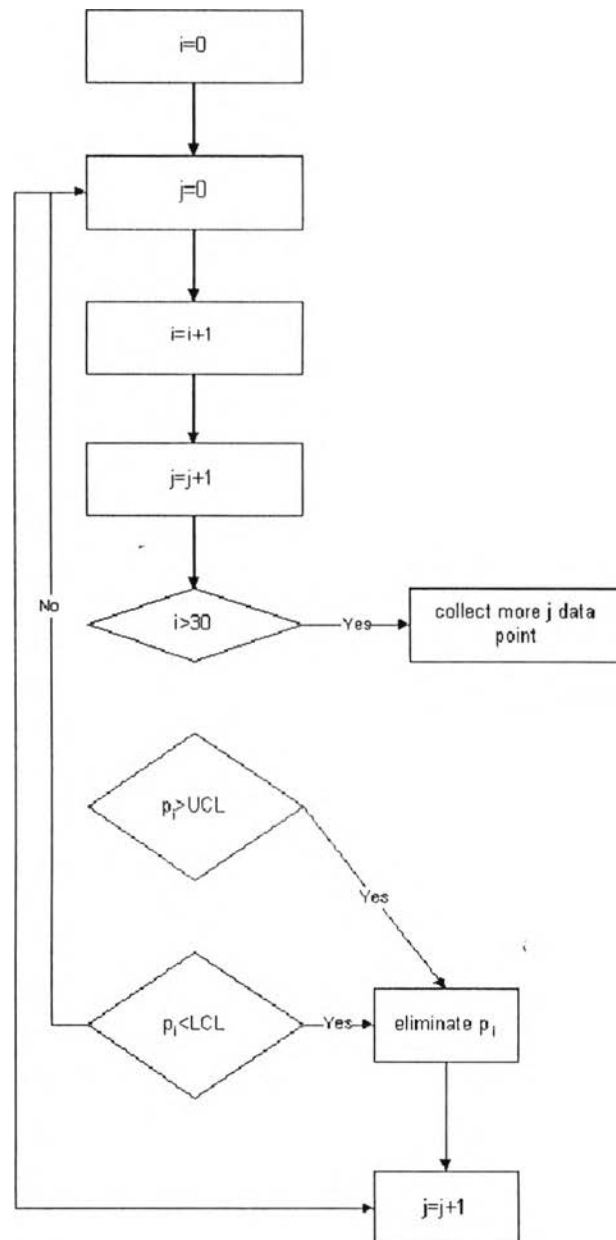 i=0
j=0
i=i+1
j=j+1
No
i>30
Yes
collect more j data
point
pᵢ>UCL
Yes
pᵢ<LCL
Yes
eliminate pᵢ
j=j+1